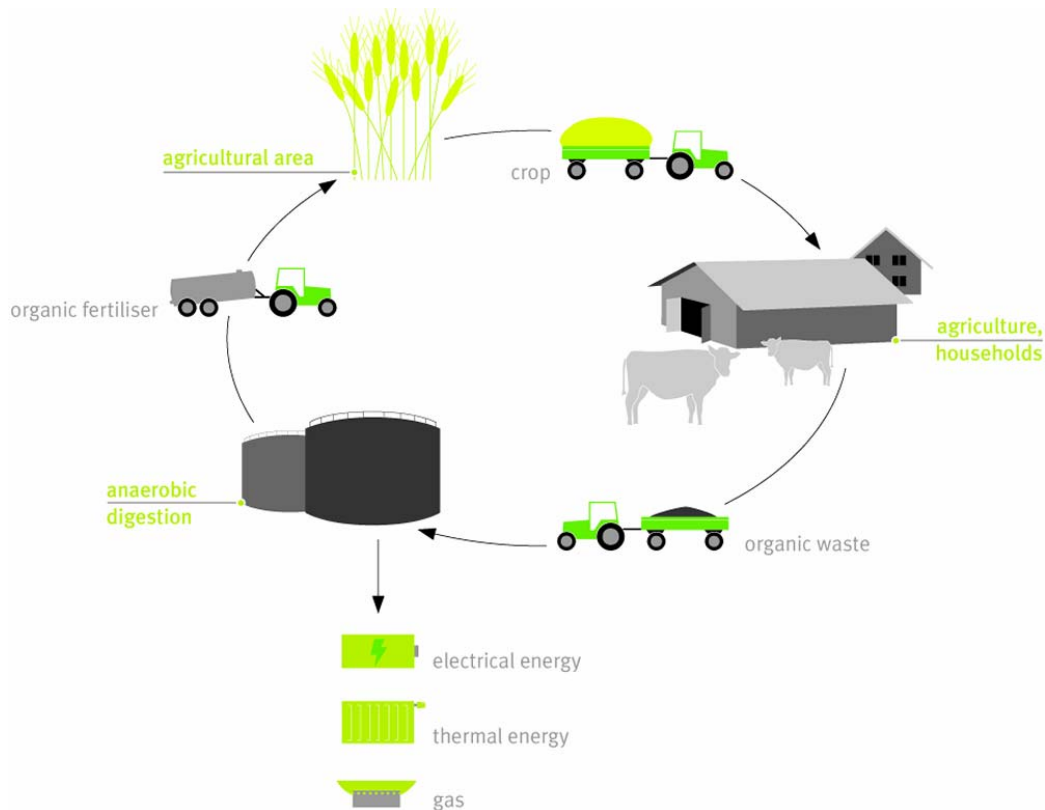 agricultural area
crop
organic fertiliser
agriculture,
households
anaerobic
digestion
organic waste
electrical energy
thermal energy
gas